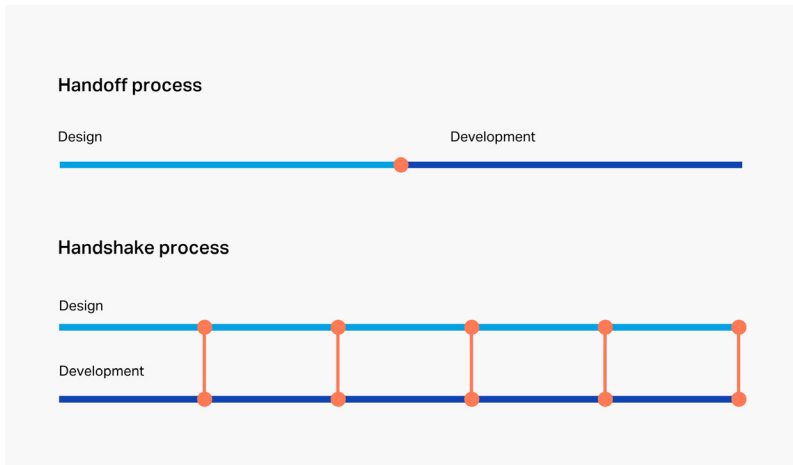 Handoff process
Design
Development
Handshake process
Design
Development